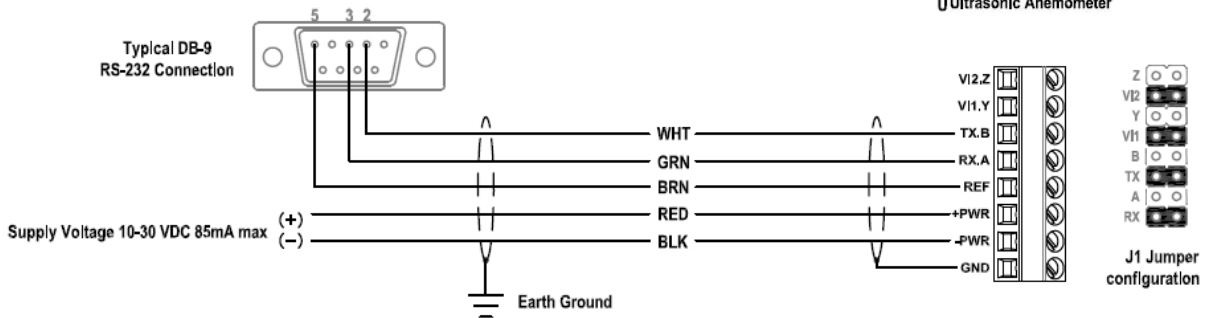 Ultrasonic Anemometer
5 3 2
Typical DB-9
RS-232 Connection
VI2,Z
VI1,Y
TX.B
RX.A
REF
+PWR
-PWR
GND
WHT
GRN
BRN
RED
BLK
Supply Voltage 10-30 VDC 85mA max
(+)
(−)
Earth Ground
Z
VI2
Y
VI1
B
TX
A
RX
J1 Jumper
configuration